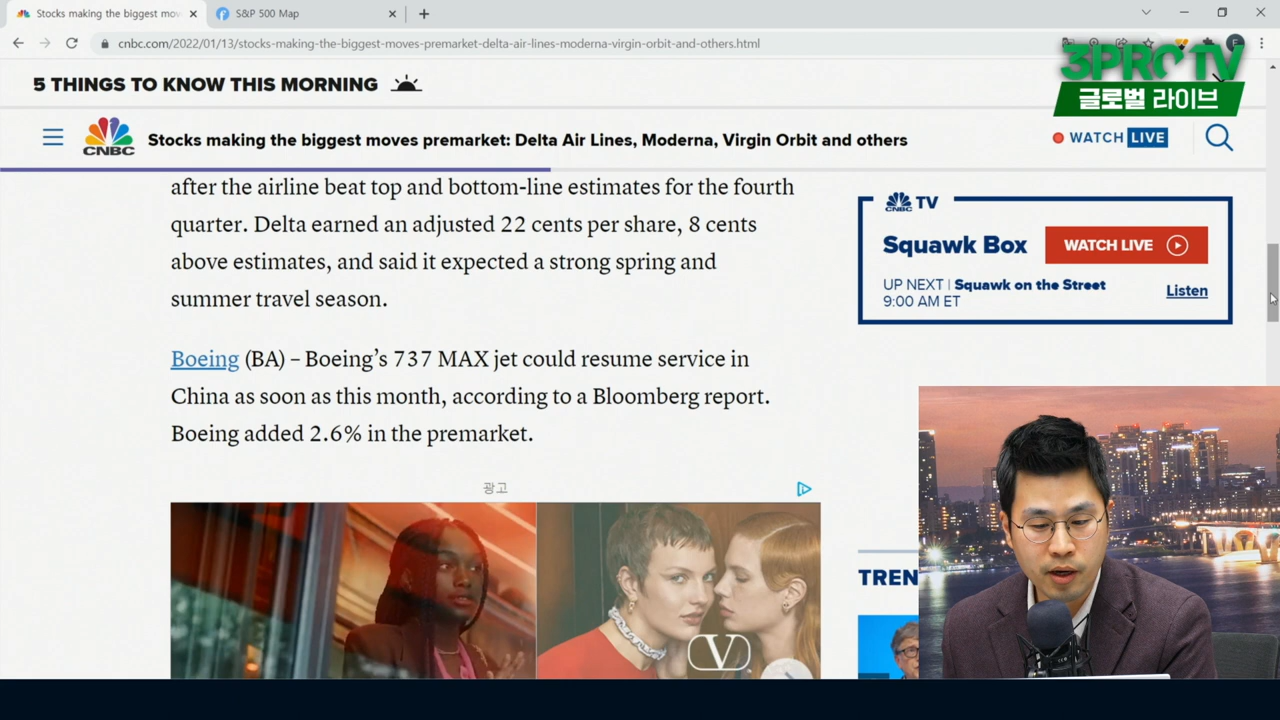 Stocks making the biggest mov
S&P 500 Map
cnbc.com/2022/01/13/stocks-making-the-biggest-moves-premarket-delta-air-lines-moderna-virgin-orbit-and-others.html
3PRO TV
글로벌 라이브
5 THINGS TO KNOW THIS MORNING
CNBC
Stocks making the biggest moves premarket: Delta Air Lines, Moderna, Virgin Orbit and others
WATCH LIVE
after the airline beat top and bottom-line estimates for the fourth
quarter. Delta earned an adjusted 22 cents per share, 8 cents
above estimates, and said it expected a strong spring and
summer travel season.
Boeing (BA) – Boeing’s 737 MAX jet could resume service in
China as soon as this month, according to a Bloomberg report.
Boeing added 2.6% in the premarket.
광고
V
CNBC TV
Squawk Box
WATCH LIVE
UP NEXT | Squawk on the Street
9:00 AM ET
Listen
TREN